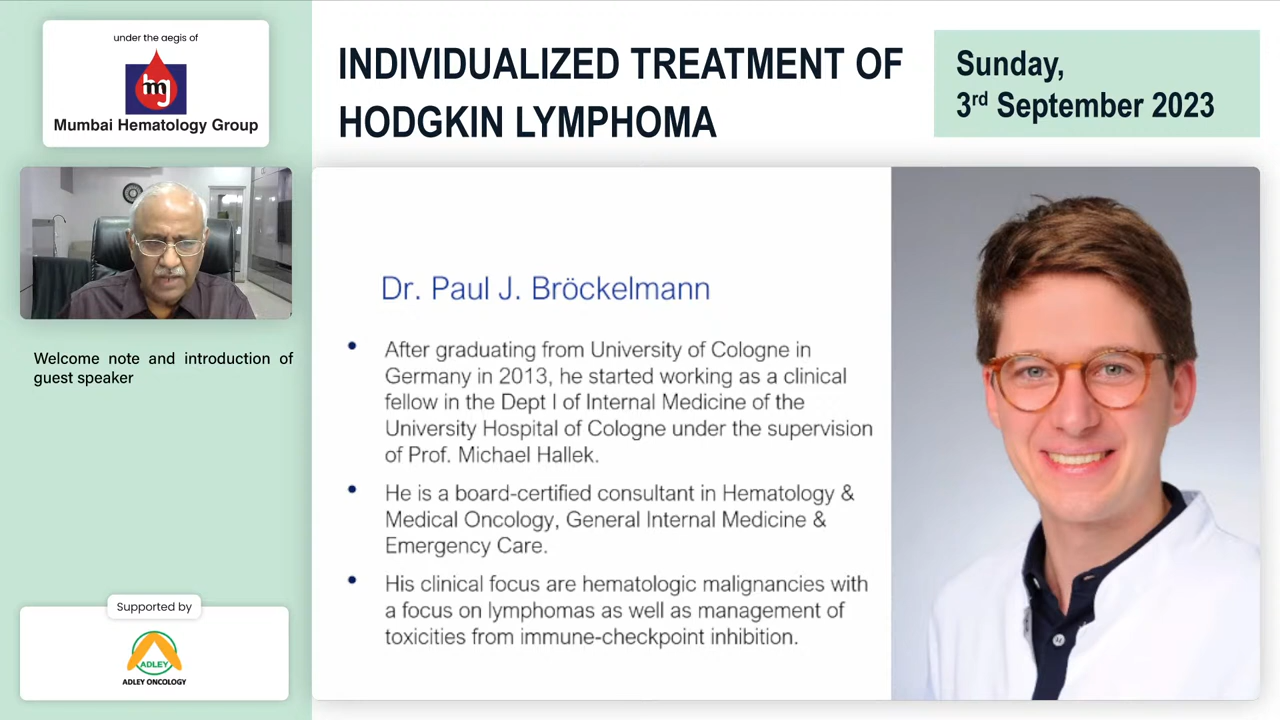 under the aegis of
mg
Mumbai Hematology Group
INDIVIDUALIZED TREATMENT OF
HODGKIN LYMPHOMA
Sunday,
3rd September 2023
Welcome note and introduction of
guest speaker
Dr. Paul J. Bröckelmann
• After graduating from University of Cologne in
Germany in 2013, he started working as a clinical
fellow in the Dept I of Internal Medicine of the
University Hospital of Cologne under the supervision
of Prof. Michael Hallek.
• He is a board-certified consultant in Hematology &
Medical Oncology, General Internal Medicine &
Emergency Care.
• His clinical focus are hematologic malignancies with
a focus on lymphomas as well as management of
toxicities from immune-checkpoint inhibition.
Supported by
ADLEY
ADLEY ONCOLOGY